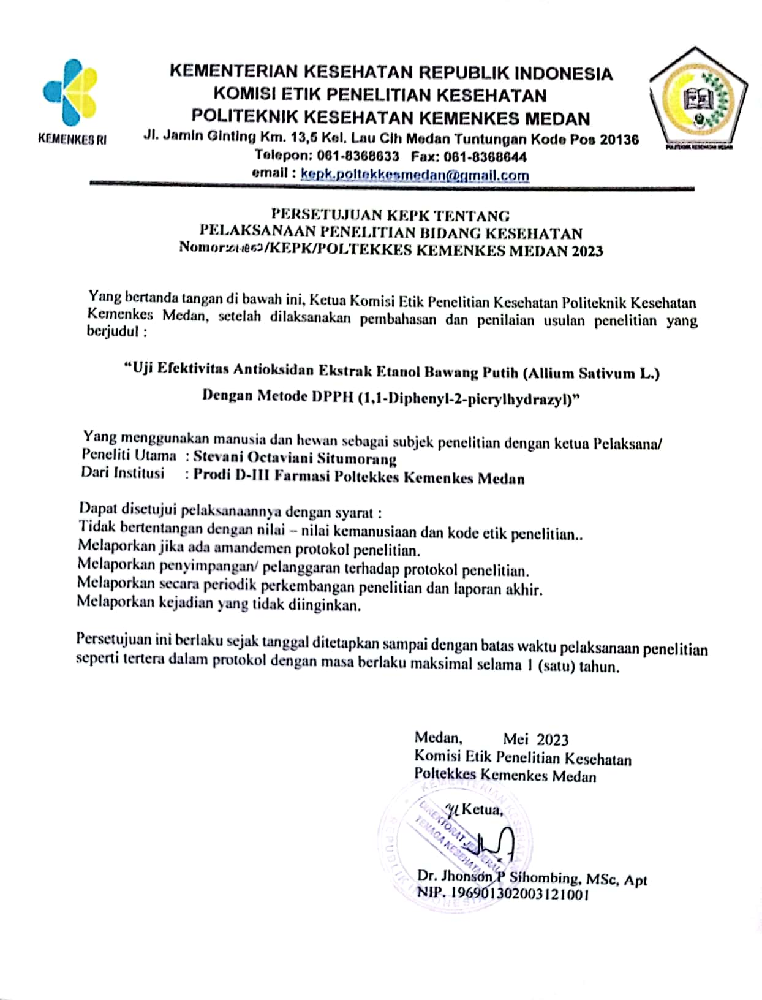 KEMENKES RI
KEMENTERIAN KESEHATAN REPUBLIK INDONESIA
KOMISI ETIK PENELITIAN KESEHATAN
POLITEKNIK KESEHATAN KEMENKES MEDAN
Jl. Jamin Ginting Km. 13,5 Kel. Lau Cih Medan Tuntungan Kode Pos 20136
Telepon: 061-8368633 Fax: 061-8368644
email : kepk.poltekkesmedan@gmail.com
POLITEKNIK KESEHATAN MEDAN
PERSETUJUAN KEPK TENTANG
PELAKSANAAN PENELITIAN BIDANG KESEHATAN
Nomor: /KEPK/POLTEKKES KEMENKES MEDAN 2023
Yang bertanda tangan di bawah ini, Ketua Komisi Etik Penelitian Kesehatan Politeknik Kesehatan
Kemenkes Medan, setelah dilaksanakan pembahasan dan penilaian usulan penelitian yang
berjudul :
“Uji Efektivitas Antioksidan Ekstrak Etanol Bawang Putih (Allium Sativum L.)
Dengan Metode DPPH (1,1-Diphenyl-2-picrylhydrazyl)”
Yang menggunakan manusia dan hewan sebagai subjek penelitian dengan ketua Pelaksana/
Peneliti Utama : Stevani Octaviani Situmorang
Dari Institusi : Prodi D-III Farmasi Poltekkes Kemenkes Medan
Dapat disetujui pelaksanaannya dengan syarat :
Tidak bertentangan dengan nilai – nilai kemanusiaan dan kode etik penelitian..
Melaporkan jika ada amandemen protokol penelitian.
Melaporkan penyimpangan/ pelanggaran terhadap protokol penelitian.
Melaporkan secara periodik perkembangan penelitian dan laporan akhir.
Melaporkan kejadian yang tidak diinginkan.
Persetujuan ini berlaku sejak tanggal ditetapkan sampai dengan batas waktu pelaksanaan penelitian
seperti tertera dalam protokol dengan masa berlaku maksimal selama 1 (satu) tahun.
Medan, Mei 2023
Komisi Etik Penelitian Kesehatan
Poltekkes Kemenkes Medan
KEMENTERIAN KESEHATAN
REPUBLIK INDONESIA
DIREKTORAT JENDERAL
TENAGA KESEHATAN
Ketua,
Dr. Jhonson P Sihombing, MSc, Apt
NIP. 196901302003121001